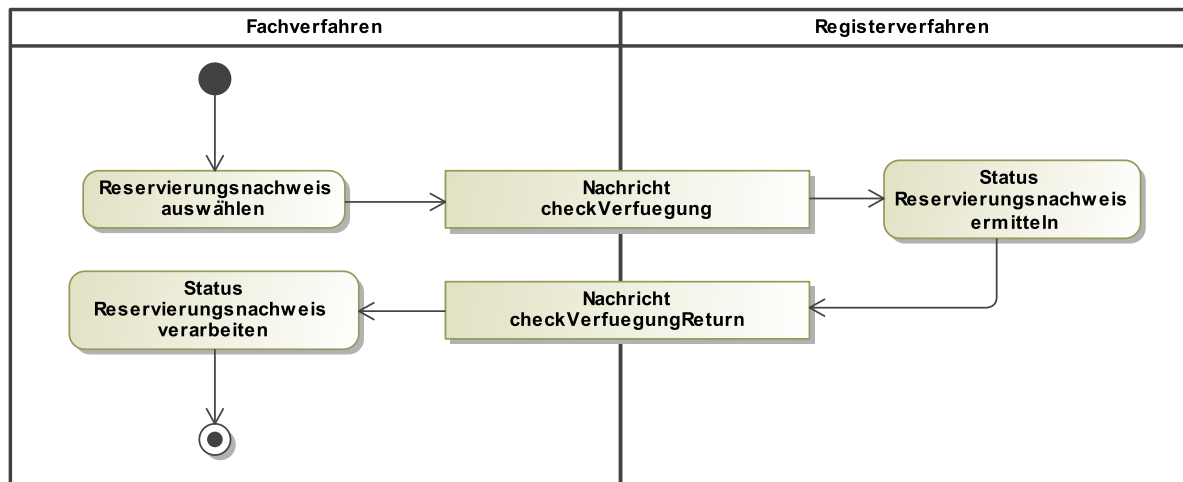 Fachverfahren
Registerverfahren
Reservierungsnachweis
auswählen
Nachricht
checkVerfuegung
Status
Reservierungsnachweis
ermitteln
Status
Reservierungsnachweis
verarbeiten
Nachricht
checkVerfuegungReturn